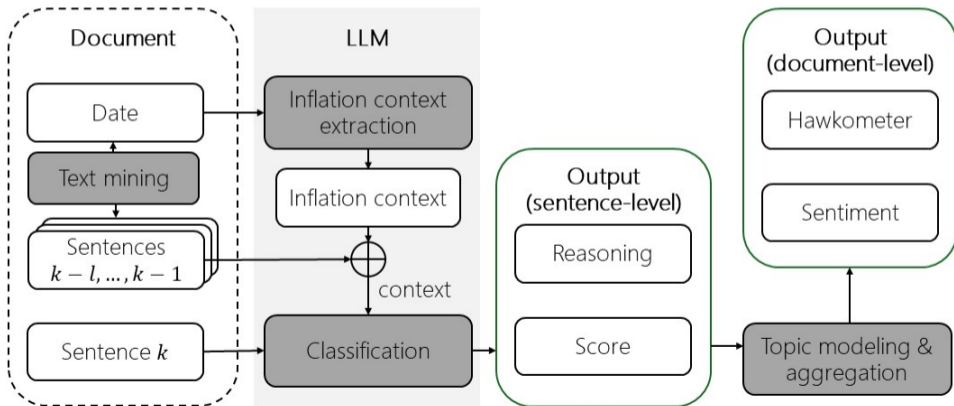 Document
Date
Text mining
Sentences
k − l, ..., k − 1
Sentence k
LLM
Inflation context
extraction
Inflation context
context
Classification
Output
(sentence-level)
Reasoning
Score
Output
(document-level)
Hawkometer
Sentiment
Topic modeling &
aggregation